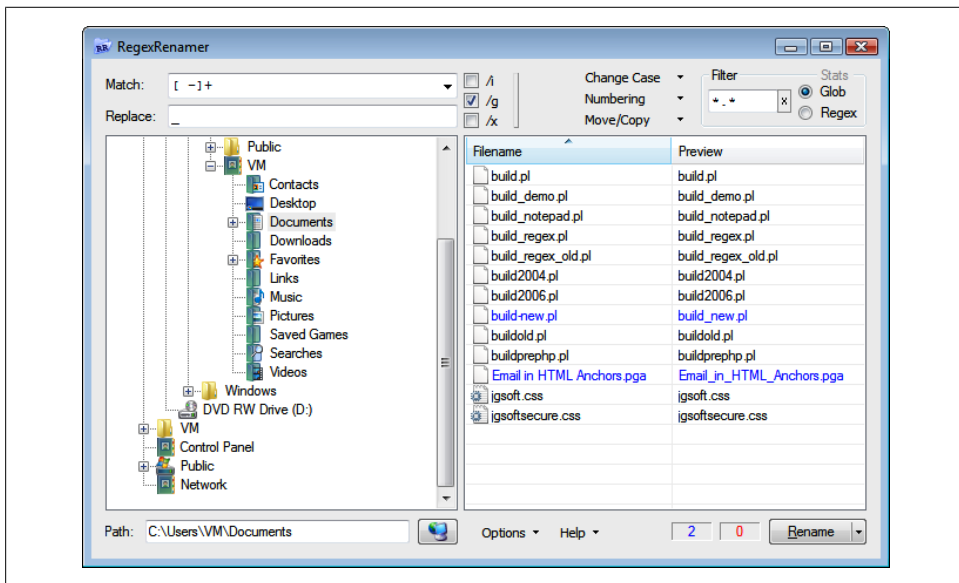 RegexRenamer
Match: [ -]+
Replace: _
/i
/g
/x
Change Case
Numbering
Move/Copy
Filter
*.*
x
Stats
Glob
Regex
Public
VM
Contacts
Desktop
Documents
Downloads
Favorites
Links
Music
Pictures
Saved Games
Searches
Videos
Windows
DVD RW Drive (D:)
VM
Control Panel
Public
Network
Filename Preview
build.pl build.pl
build_demo.pl build_demo.pl
build_notepad.pl build_notepad.pl
build_regex.pl build_regex.pl
build_regex_old.pl build_regex_old.pl
build2004.pl build2004.pl
build2006.pl build2006.pl
build-new.pl build_new.pl
buildold.pl buildold.pl
buildprephp.pl buildprephp.pl
Email in HTML Anchors.pga Email_in_HTML_Anchors.pga
jgsoft.css jgsoft.css
jgsoftsecure.css jgsoftsecure.css
Path: C:\Users\VM\Documents
Options Help 2 0 Rename